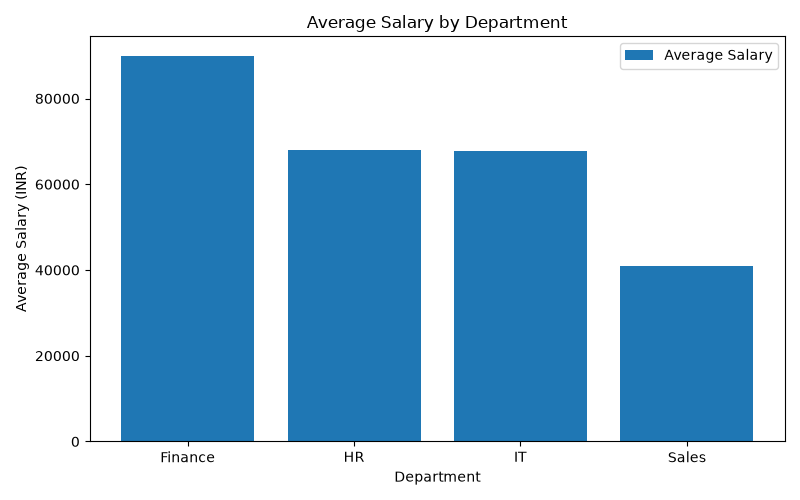 Average Salary by Department
Average Salary
80000
60000
40000
20000
0
Average Salary (INR)
Finance
HR
IT
Sales
Department